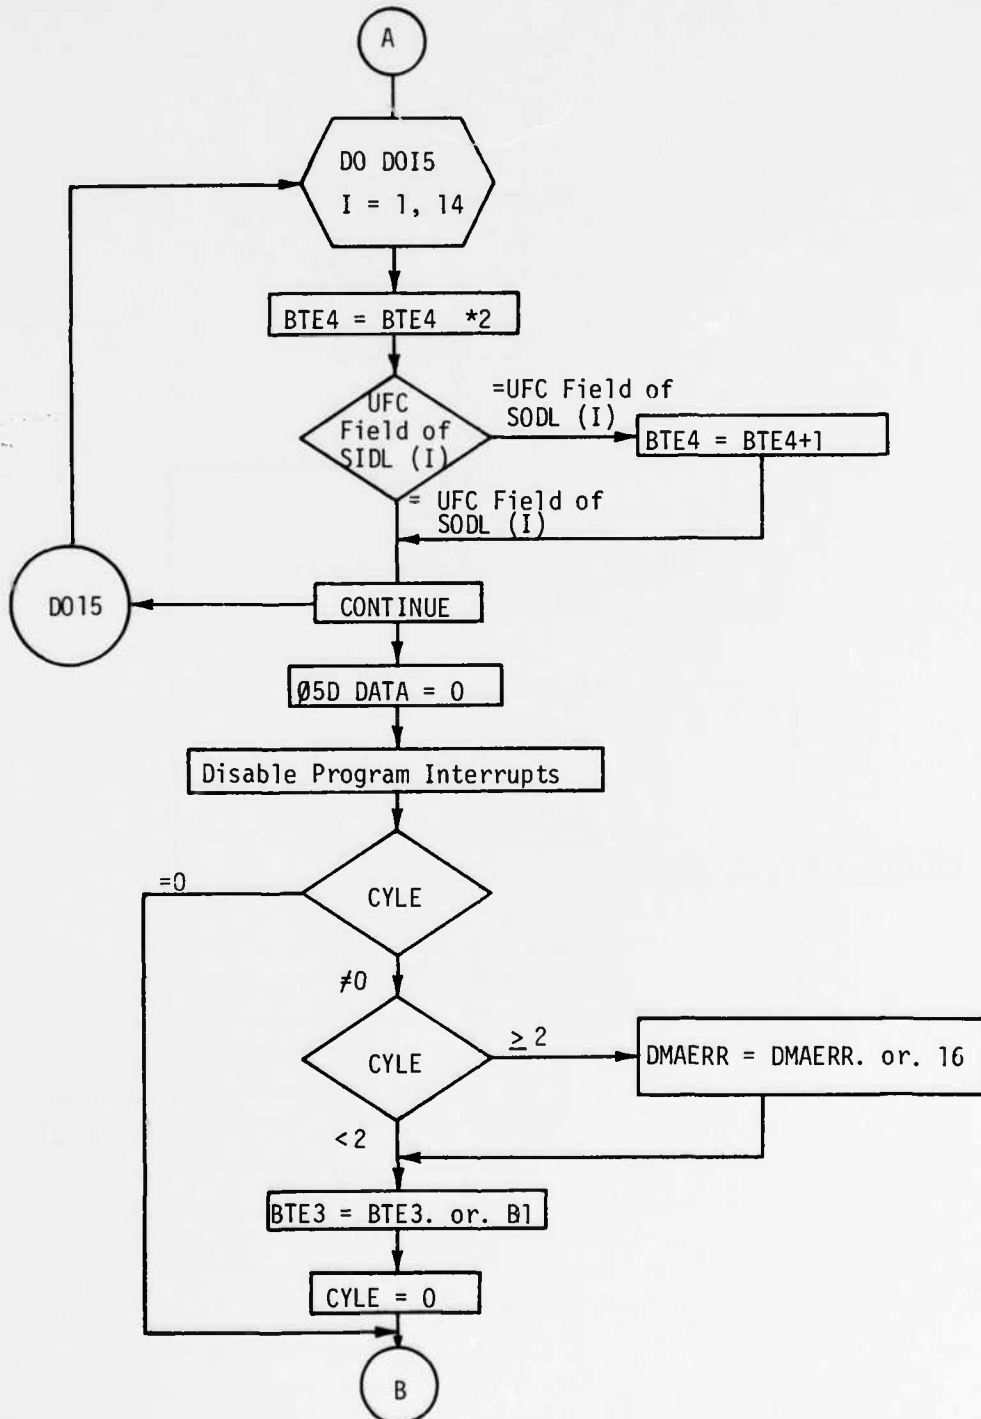 A
DO DOI5
I = 1, 14
BTE4 = BTE4 *2
UFC
Field of
SIDL (I)
=UFC Field of
SODL (I)
BTE4 = BTE4+1
= UFC Field of
SODL (I)
DO15
CONTINUE
Ø5D DATA = 0
Disable Program Interrupts
=0
CYLE
≠0
CYLE
≥ 2
DMAERR = DMAERR. or. 16
<2
BTE3 = BTE3. or. B1
CYLE = 0
B